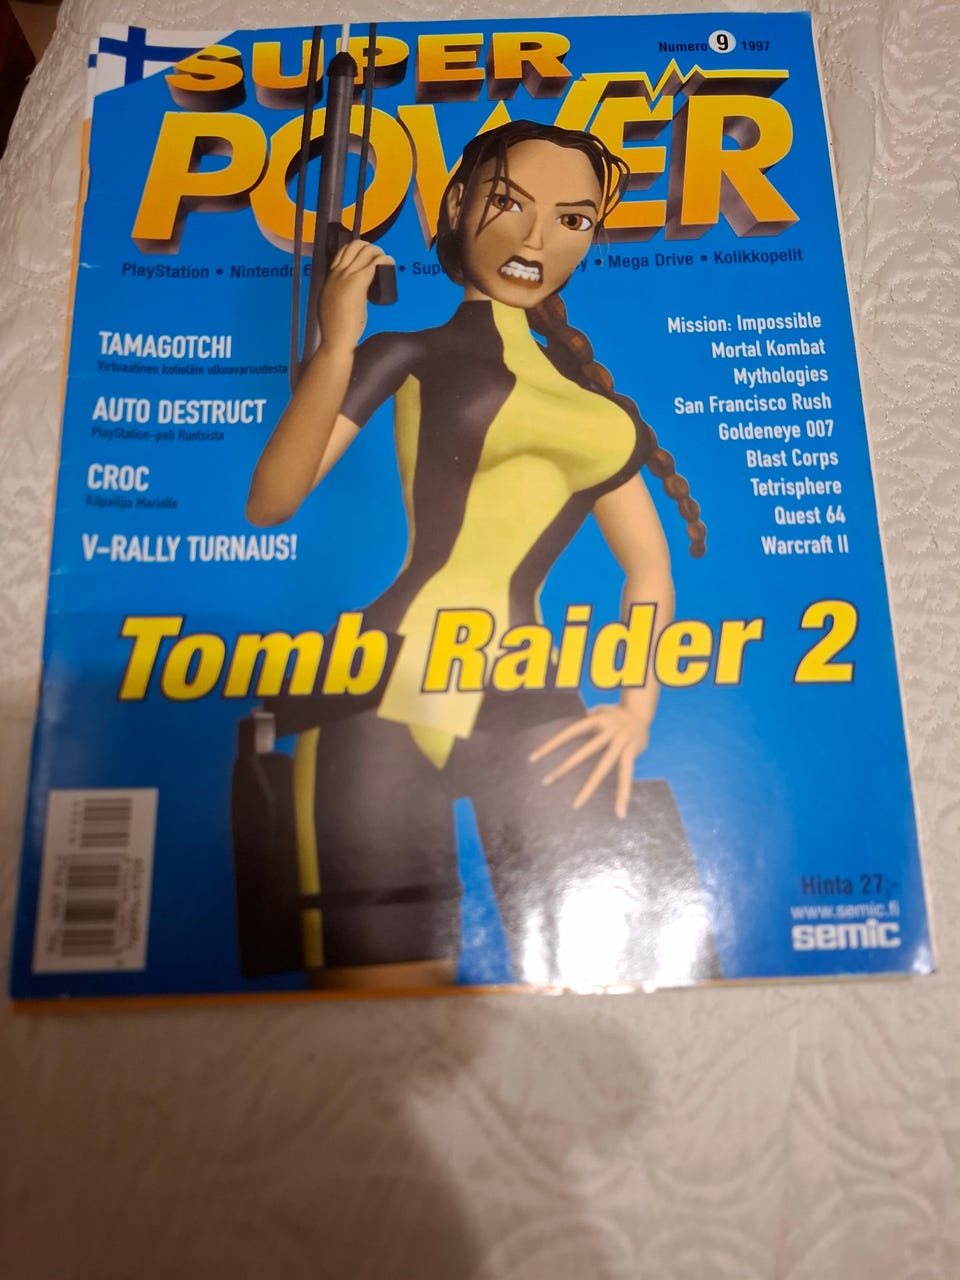 SUPER
POWER
Numero 9 1997
PlayStation • Nintendo 6 • Sup y • Mega Drive • Kolikkopelit
TAMAGOTCHI
Virtuaalinen kotieläin ulkoavaruudesta
AUTO DESTRUCT
PlayStation-peli Ruotsista
CROC
Kilpailija Mariolle
V-RALLY TURNAUS!
Mission: Impossible
Mortal Kombat
Mythologies
San Francisco Rush
Goldeneye 007
Blast Corps
Tetrisphere
Quest 64
Warcraft II
Tomb Raider 2
Hinta 27,-
www.semic.fi
semic